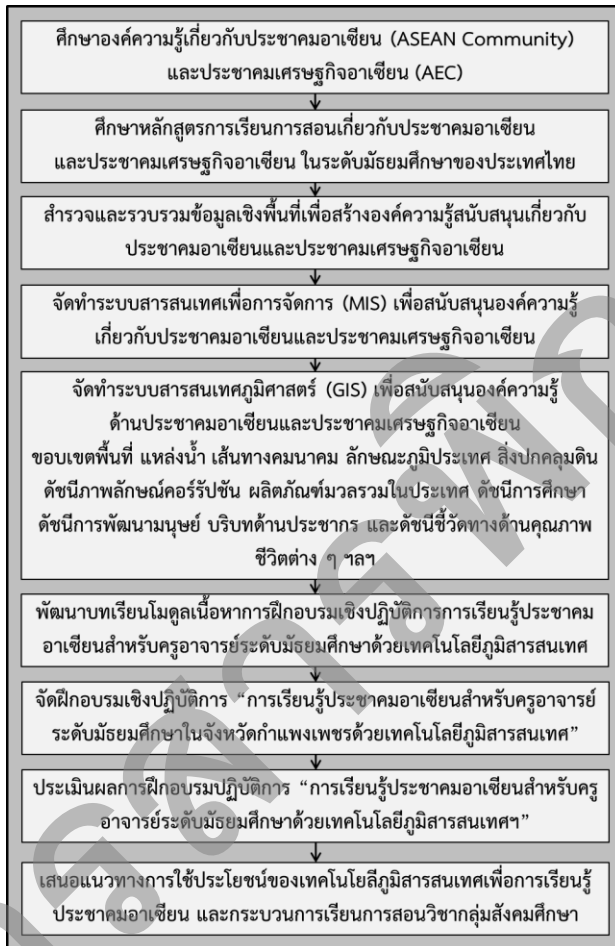 ศึกษาองค์ความรู้เกี่ยวกับประชาคมอาเซียน (ASEAN Community)
และประชาคมเศรษฐกิจอาเซียน (AEC)
ศึกษาหลักสูตรการเรียนการสอนเกี่ยวกับประชาคมอาเซียน
และประชาคมเศรษฐกิจอาเซียน ในระดับมัธยมศึกษาของประเทศไทย
สำรวจและรวบรวมข้อมูลเชิงพื้นที่เพื่อสร้างองค์ความรู้สนับสนุนเกี่ยวกับ
ประชาคมอาเซียนและประชาคมเศรษฐกิจอาเซียน
จัดทำระบบสารสนเทศเพื่อการจัดการ (MIS) เพื่อสนับสนุนองค์ความรู้
เกี่ยวกับประชาคมอาเซียนและประชาคมเศรษฐกิจอาเซียน
จัดทำระบบสารสนเทศภูมิศาสตร์ (GIS) เพื่อสนับสนุนองค์ความรู้
ด้านประชาคมอาเซียนและประชาคมเศรษฐกิจอาเซียน
ขอบเขตพื้นที่ แหล่งน้ำ เส้นทางคมนาคม ลักษณะภูมิประเทศ สิ่งปกคลุมดิน
ดัชนีภาพลักษณ์คอร์รัปชัน ผลิตภัณฑ์มวลรวมในประเทศ ดัชนีการศึกษา
ดัชนีการพัฒนามนุษย์ บริบทด้านประชากร และดัชนีชี้วัดทางด้านคุณภาพ
ชีวิตต่าง ๆ ฯลฯ
พัฒนาบทเรียนโมดูลเนื้อหาการฝึกอบรมเชิงปฏิบัติการการเรียนรู้ประชาคม
อาเซียนสำหรับครูอาจารย์ระดับมัธยมศึกษาด้วยเทคโนโลยีภูมิสารสนเทศ
จัดฝึกอบรมเชิงปฏิบัติการ “การเรียนรู้ประชาคมอาเซียนสำหรับครูอาจารย์
ระดับมัธยมศึกษาในจังหวัดกำแพงเพชรด้วยเทคโนโลยีภูมิสารสนเทศ”
ประเมินผลการฝึกอบรมปฏิบัติการ “การเรียนรู้ประชาคมอาเซียนสำหรับครู
อาจารย์ระดับมัธยมศึกษาด้วยเทคโนโลยีภูมิสารสนเทศฯ”
เสนอแนวทางการใช้ประโยชน์ของเทคโนโยลีภูมิสารสนเทศเพื่อการเรียนรู้
ประชาคมอาเซียน และกระบวนการเรียนการสอนวิชากลุ่มสังคมศึกษา